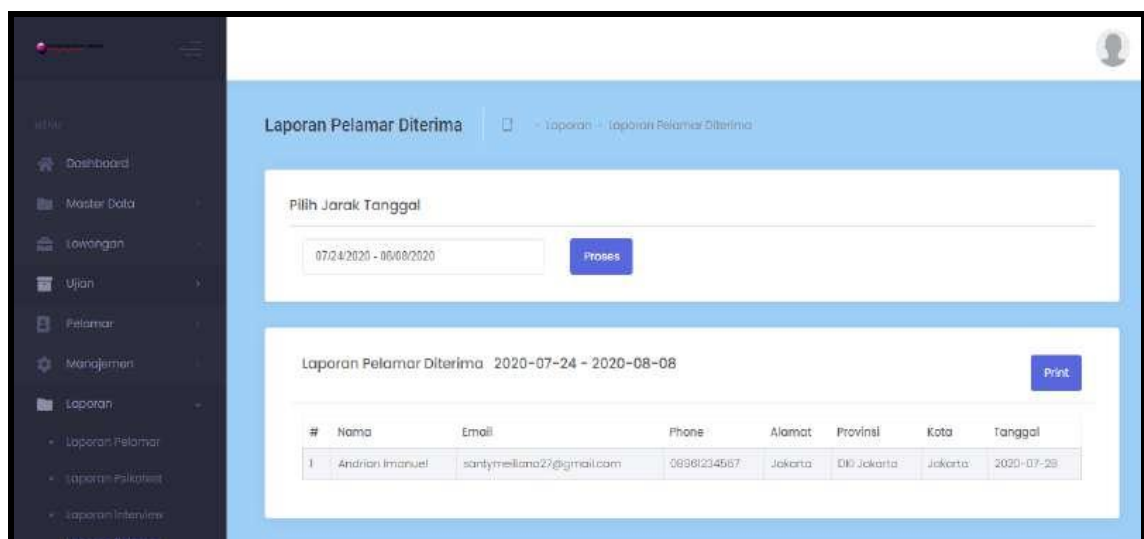 MENU
Dashboard
Master Data
Lowongan
Ujian
Pelamar
Manajemen
Laporan
Laporan Pelamar
Laporan Psikotest
Laporan Interview
Laporan Pelamar Diterima
- Laporan - Laporan Pelamar Diterima
Pilih Jarak Tanggal
07/24/2020 - 08/08/2020 Proses
Laporan Pelamar Diterima 2020-07-24 - 2020-08-08
Print
# Nama Email Phone Alamat Provinsi Kota Tanggal
1 Andrian Imanuel santymeiliana27@gmail.com 08961234567 Jakarta DKI Jakarta Jakarta 2020-07-28